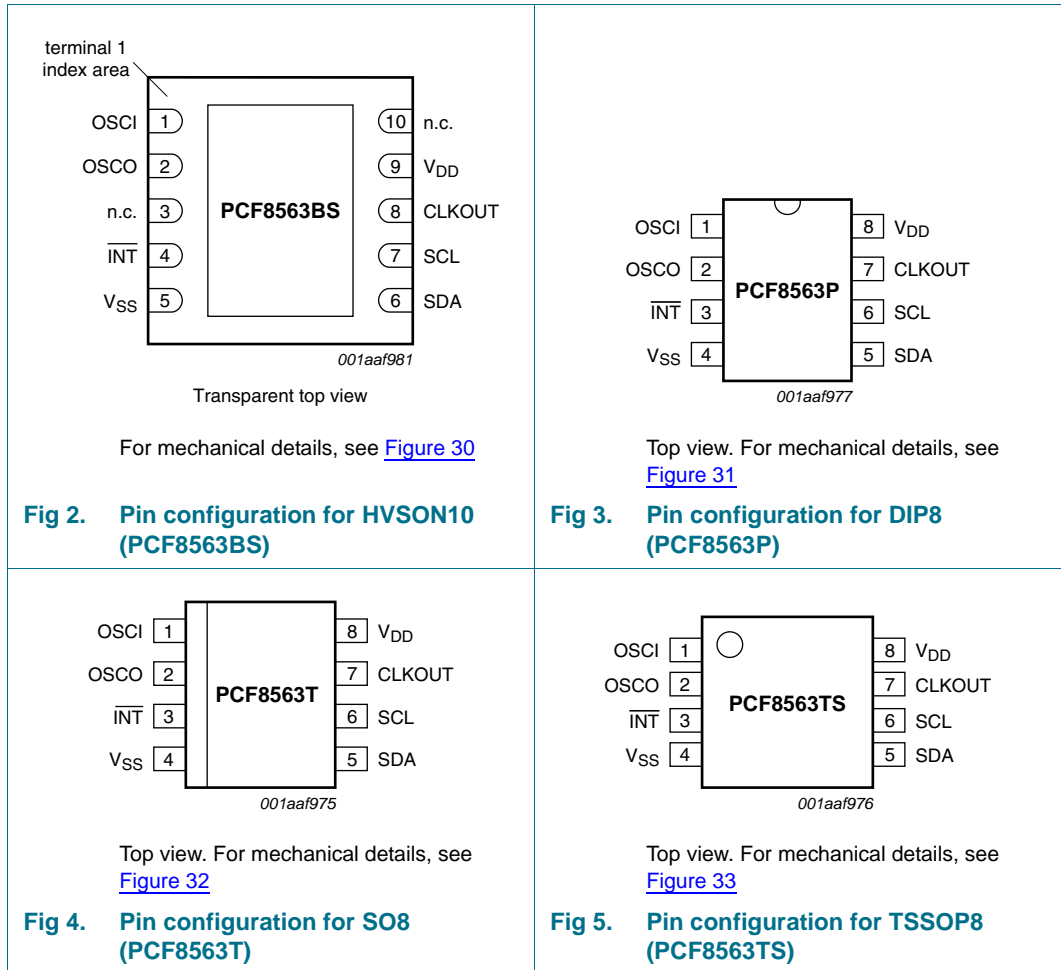 terminal 1
index area
OSCI 1
OSCO 2
n.c. 3
INT 4
VSS 5
PCF8563BS
10 n.c.
9 VDD
8 CLKOUT
7 SCL
6 SDA
001aaf981
Transparent top view
For mechanical details, see Figure 30
Fig 2. Pin configuration for HVSON10
(PCF8563BS)
OSCI 1
OSCO 2
INT 3
VSS 4
PCF8563P
8 VDD
7 CLKOUT
6 SCL
5 SDA
001aaf977
Top view. For mechanical details, see
Figure 31
Fig 3. Pin configuration for DIP8
(PCF8563P)
OSCI 1
OSCO 2
INT 3
VSS 4
PCF8563T
8 VDD
7 CLKOUT
6 SCL
5 SDA
001aaf975
Top view. For mechanical details, see
Figure 32
Fig 4. Pin configuration for SO8
(PCF8563T)
OSCI 1
OSCO 2
INT 3
VSS 4
PCF8563TS
8 VDD
7 CLKOUT
6 SCL
5 SDA
001aaf976
Top view. For mechanical details, see
Figure 33
Fig 5. Pin configuration for TSSOP8
(PCF8563TS)